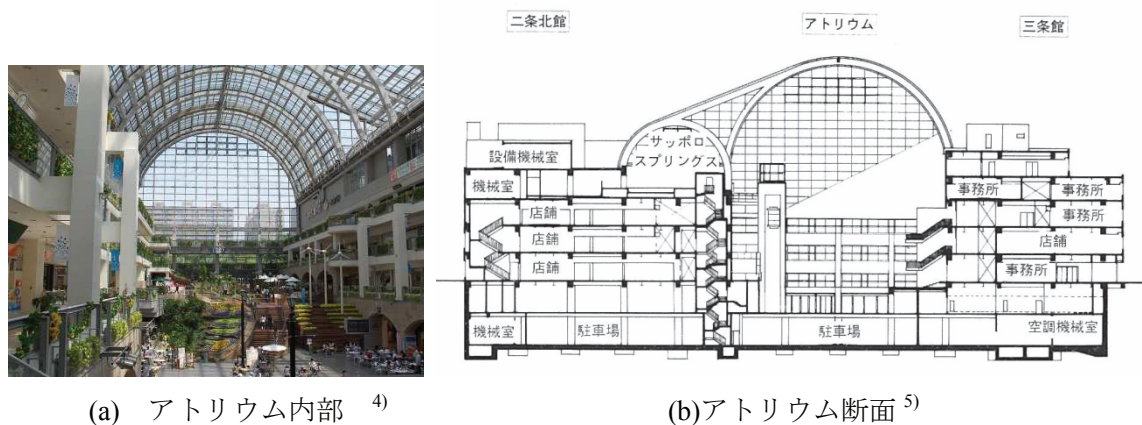 二条北館
アトリウム
三条館
サッポロ
スプリングス
設備機械室
機械室
事務所
事務所
店舗
事務所
店舗
店舗
店舗
事務所
機械室
駐車場
駐車場
空調機械室
(a) アトリウム内部 4)
(b)アトリウム断面 5)